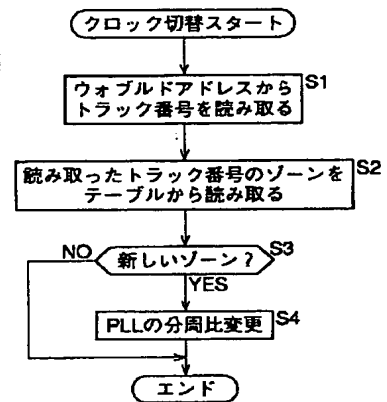 クロック切替スタート
ウォブルドアドレスから
トラック番号を読み取る
S1
読み取ったトラック番号のゾーンを
テーブルから読み取る
S2
新しいゾーン？
S3
NO
YES
PLLの分周比変更
S4
エンド